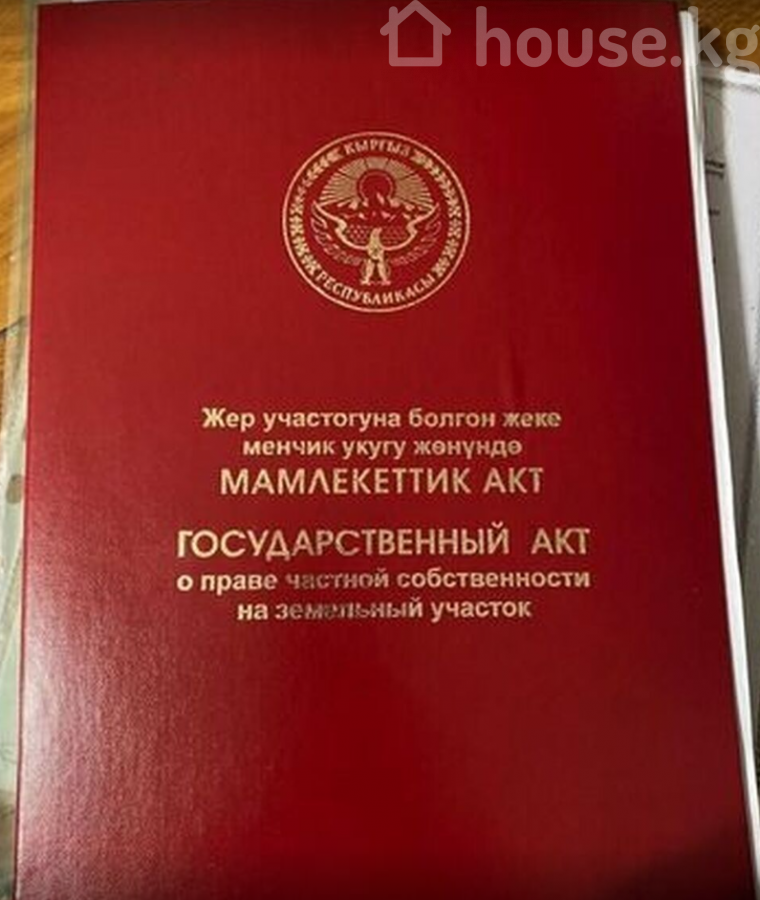 house.kg
КЫРГЫЗ
РЕСПУБЛИКАСЫ
Жер участогуна болгон жеке
менчик укугу жөнүндө
МАМЛЕКЕТТИК АКТ
ГОСУДАРСТВЕННЫЙ АКТ
о праве частной собственности
на земельный участок